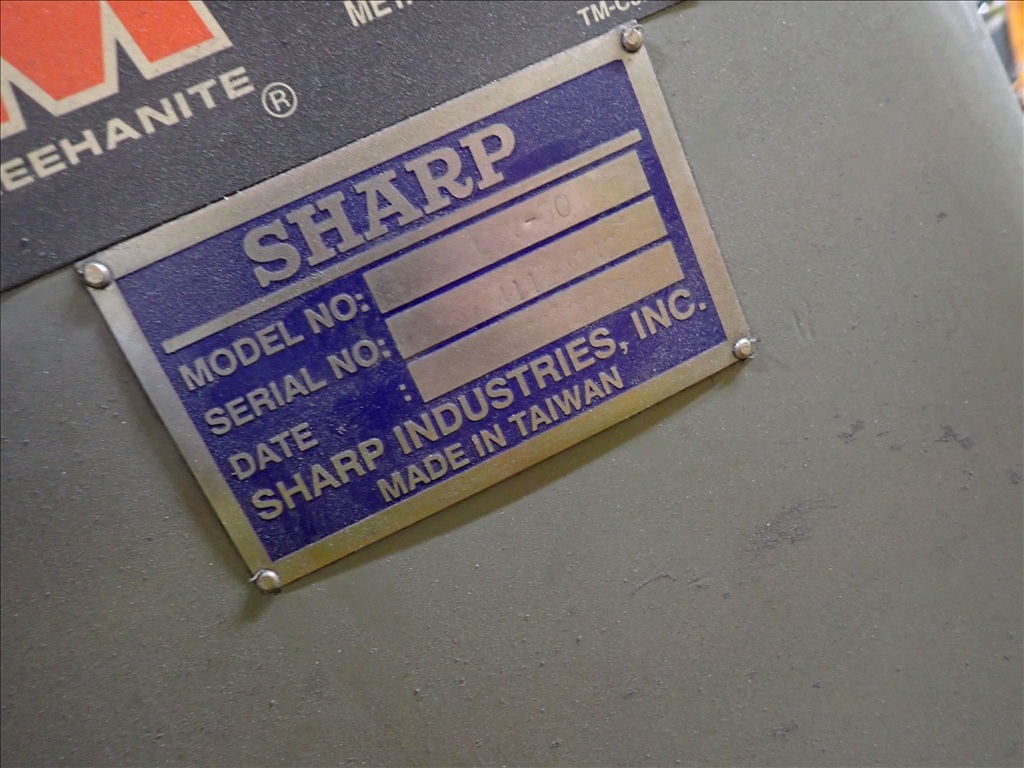 EEHANITE ®
SHARP
MODEL NO:
SERIAL NO:
DATE :
SHARP INDUSTRIES, INC.
MADE IN TAIWAN